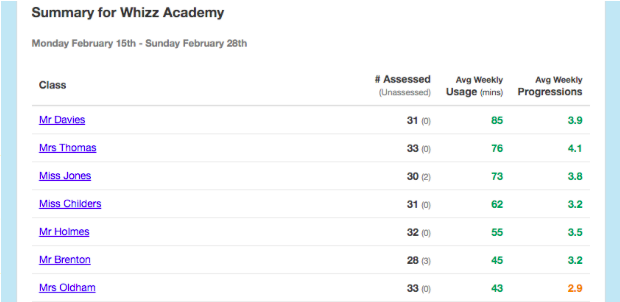 Summary for Whizz Academy
Monday February 15th - Sunday February 28th
Class # Assessed (Unassessed) Avg Weekly Usage (mins) Avg Weekly Progressions
Mr Davies 31 (0) 85 3.9
Mrs Thomas 33 (0) 76 4.1
Miss Jones 30 (2) 73 3.8
Miss Childers 31 (0) 62 3.2
Mr Holmes 32 (0) 55 3.5
Mr Brenton 28 (3) 45 3.2
Mrs Oldham 33 (0) 43 2.9